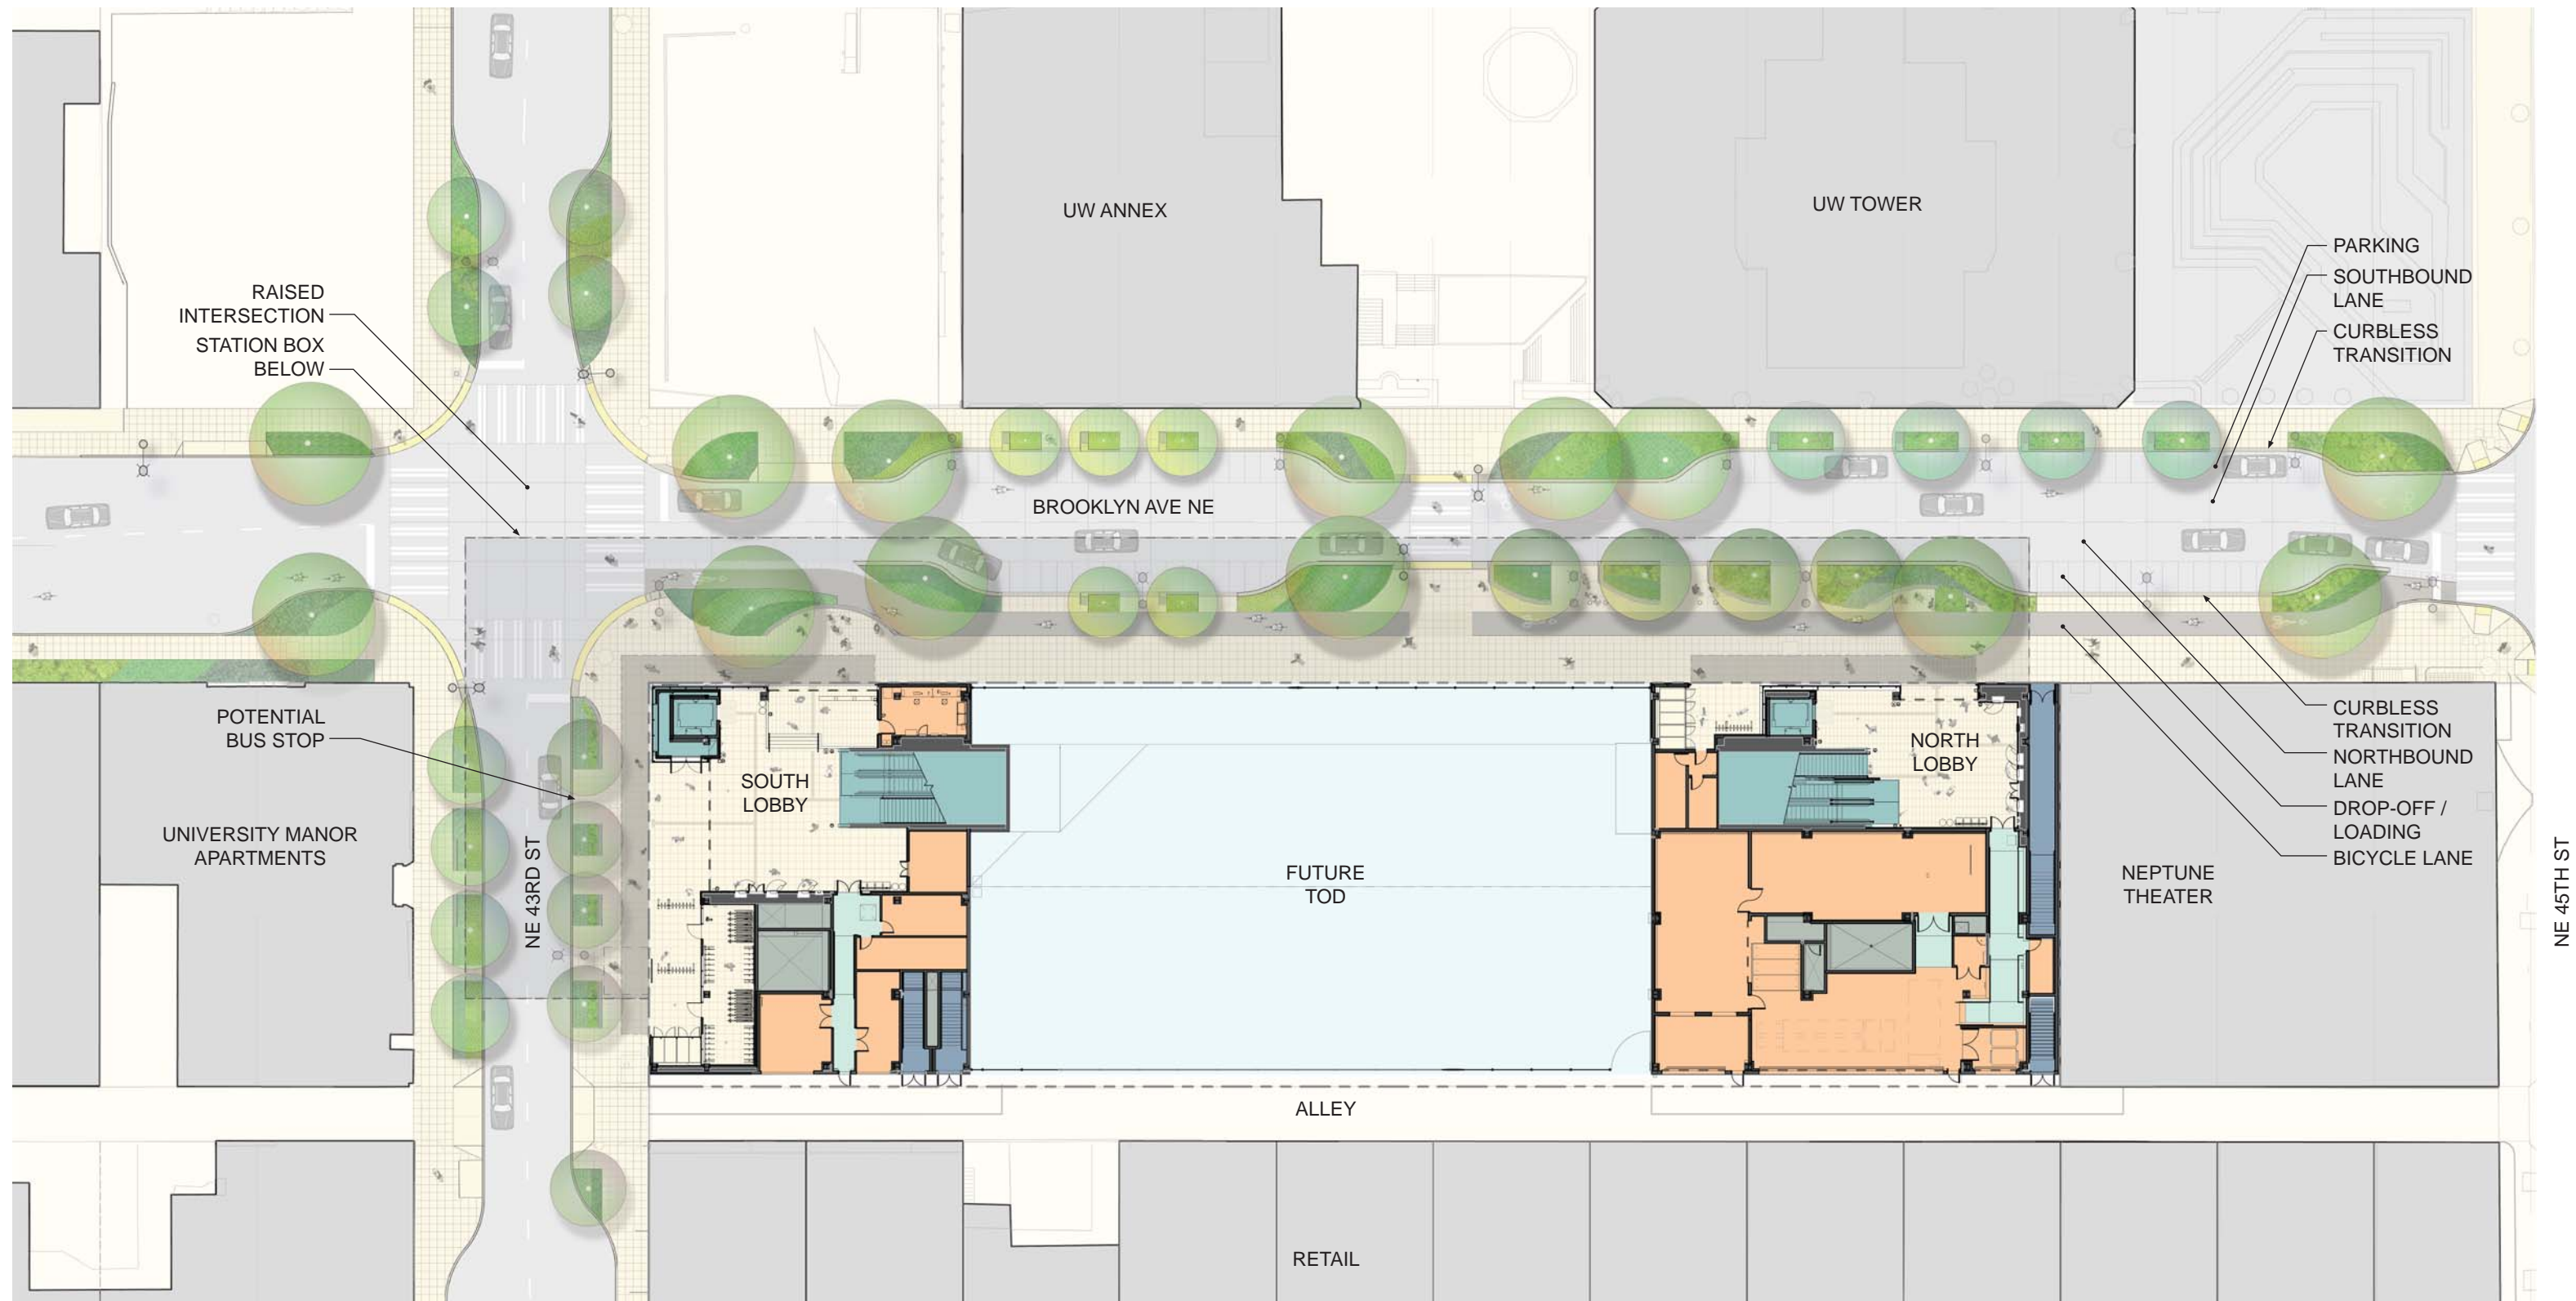 UW ANNEX
UW TOWER
PARKING
SOUTHBOUND
LANE
CURBLESS
TRANSITION
RAISED
INTERSECTION
STATION BOX
BELOW
BROOKLYN AVE NE
POTENTIAL
BUS STOP
SOUTH
LOBBY
NORTH
LOBBY
CURBLESS
TRANSITION
NORTHBOUND
LANE
DROP-OFF /
LOADING
BICYCLE LANE
UNIVERSITY MANOR
APARTMENTS
NE 43RD ST
FUTURE
TOD
NEPTUNE
THEATER
NE 45TH ST
ALLEY
RETAIL